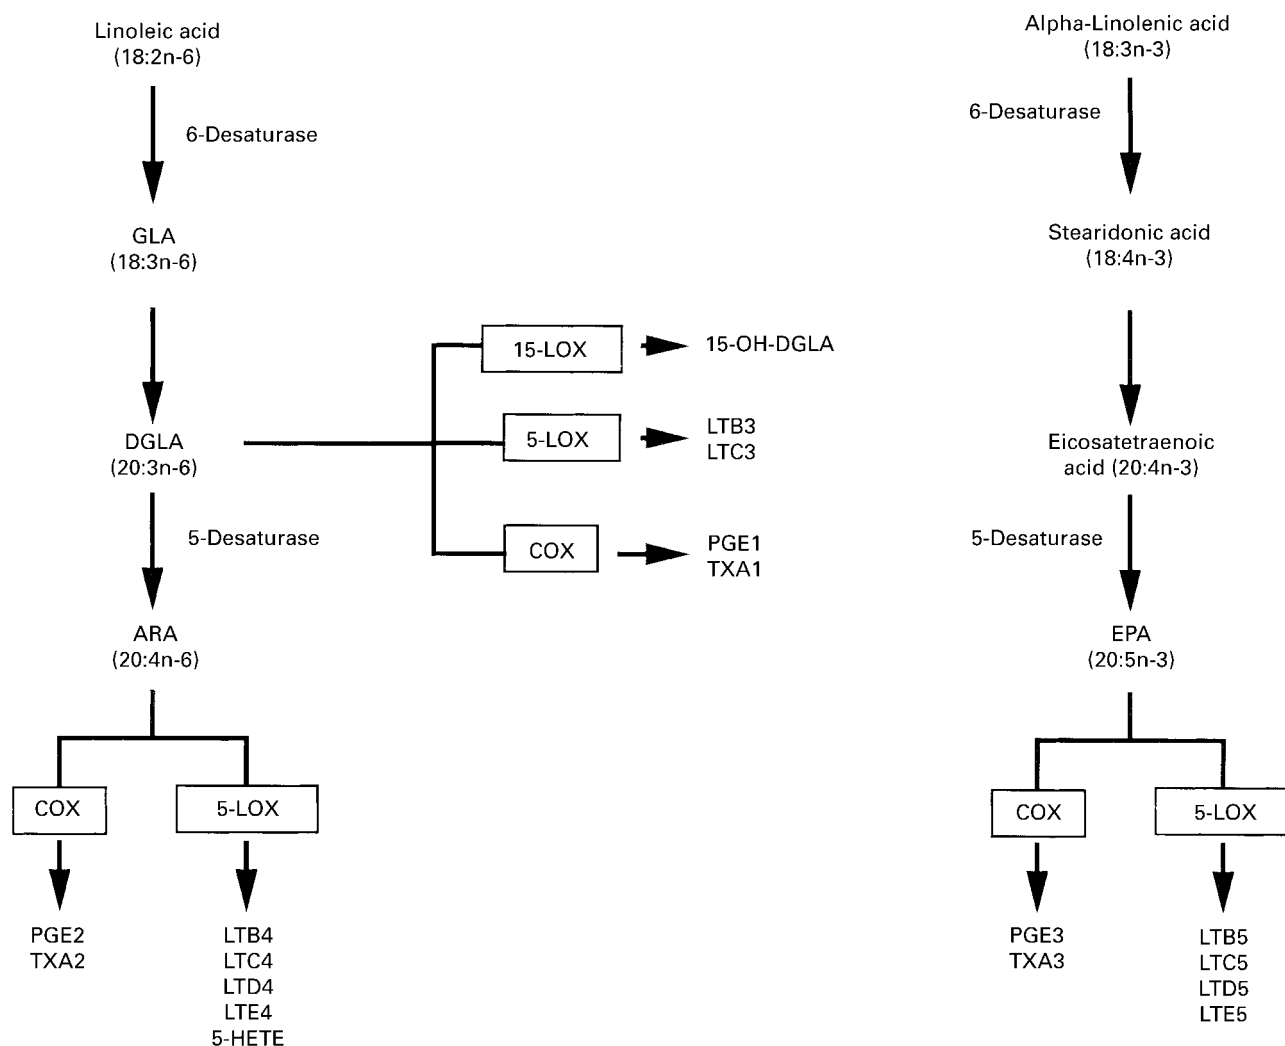 Linoleic acid
(18:2n-6)
6-Desaturase
GLA
(18:3n-6)
DGLA
(20:3n-6)
5-Desaturase
ARA
(20:4n-6)
COX
5-LOX
PGE2
TXA2
LTB4
LTC4
LTD4
LTE4
5-HETE
15-LOX
15-OH-DGLA
5-LOX
LTB3
LTC3
COX
PGE1
TXA1
Alpha-Linolenic acid
(18:3n-3)
6-Desaturase
Stearidonic acid
(18:4n-3)
Eicosatetraenoic
acid (20:4n-3)
5-Desaturase
EPA
(20:5n-3)
COX
5-LOX
PGE3
TXA3
LTB5
LTC5
LTD5
LTE5